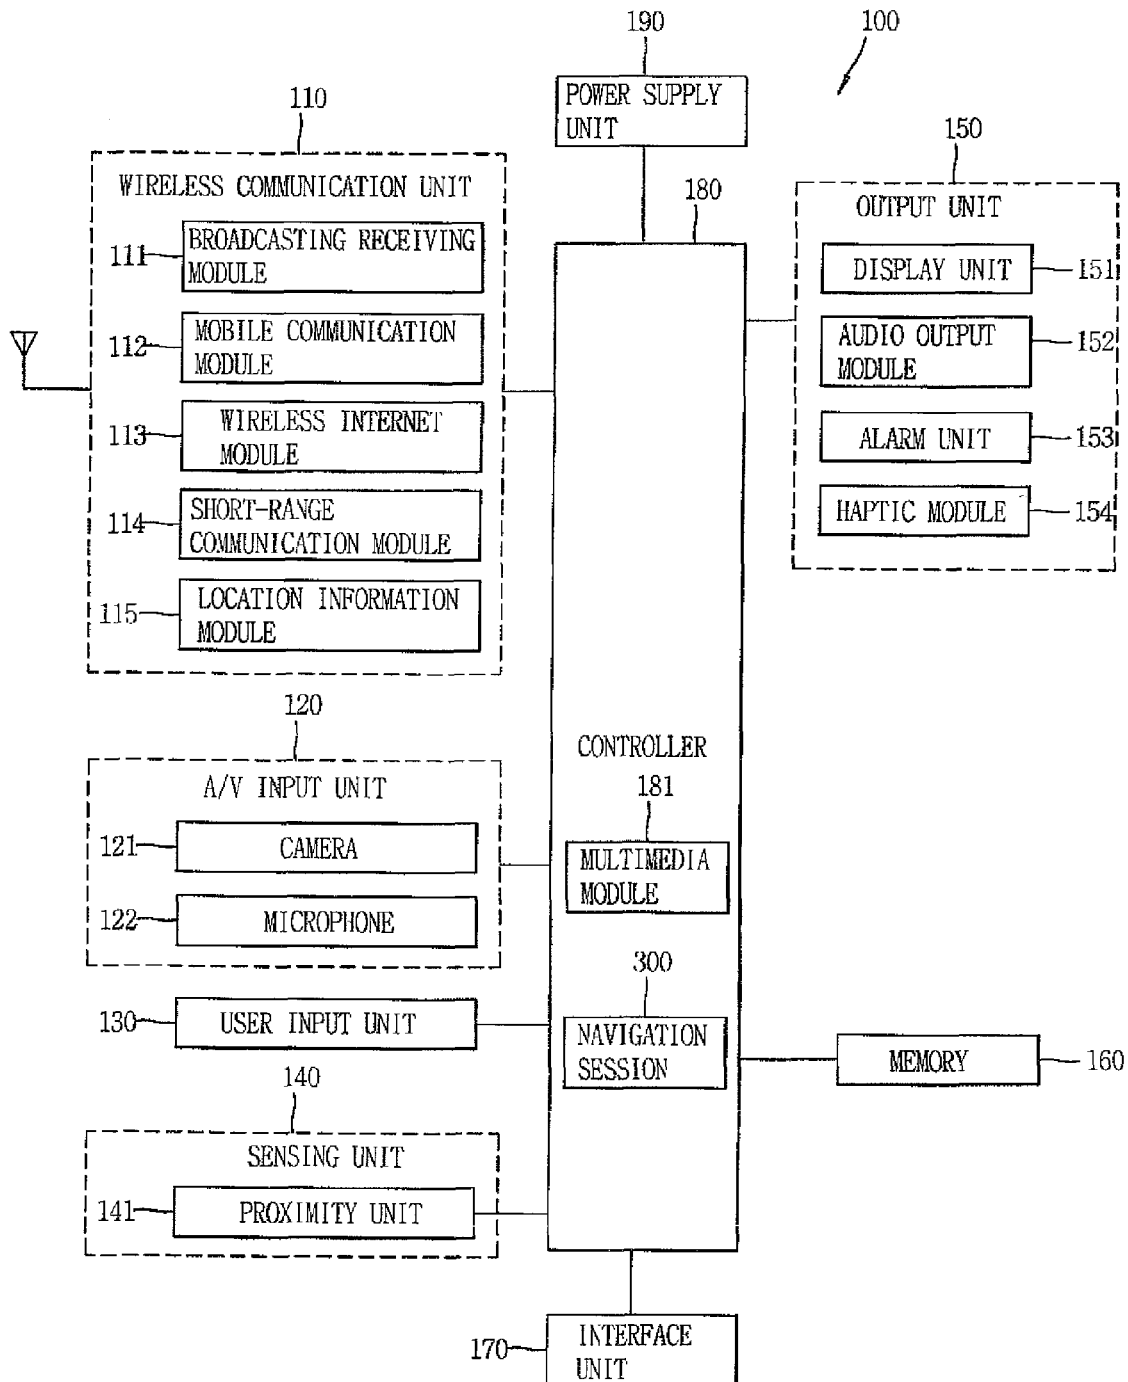 190
100
POWER SUPPLY
UNIT
110
WIRELESS COMMUNICATION UNIT
111
BROADCASTING RECEIVING
MODULE
112
MOBILE COMMUNICATION
MODULE
113
WIRELESS INTERNET
MODULE
114
SHORT-RANGE
COMMUNICATION MODULE
115
LOCATION INFORMATION
MODULE
120
A/V INPUT UNIT
121
CAMERA
122
MICROPHONE
130
USER INPUT UNIT
140
SENSING UNIT
141
PROXIMITY UNIT
180
CONTROLLER
181
MULTIMEDIA
MODULE
300
NAVIGATION
SESSION
150
OUTPUT UNIT
DISPLAY UNIT
151
AUDIO OUTPUT
MODULE
152
ALARM UNIT
153
HAPTIC MODULE
154
MEMORY
160
170
INTERFACE
UNIT